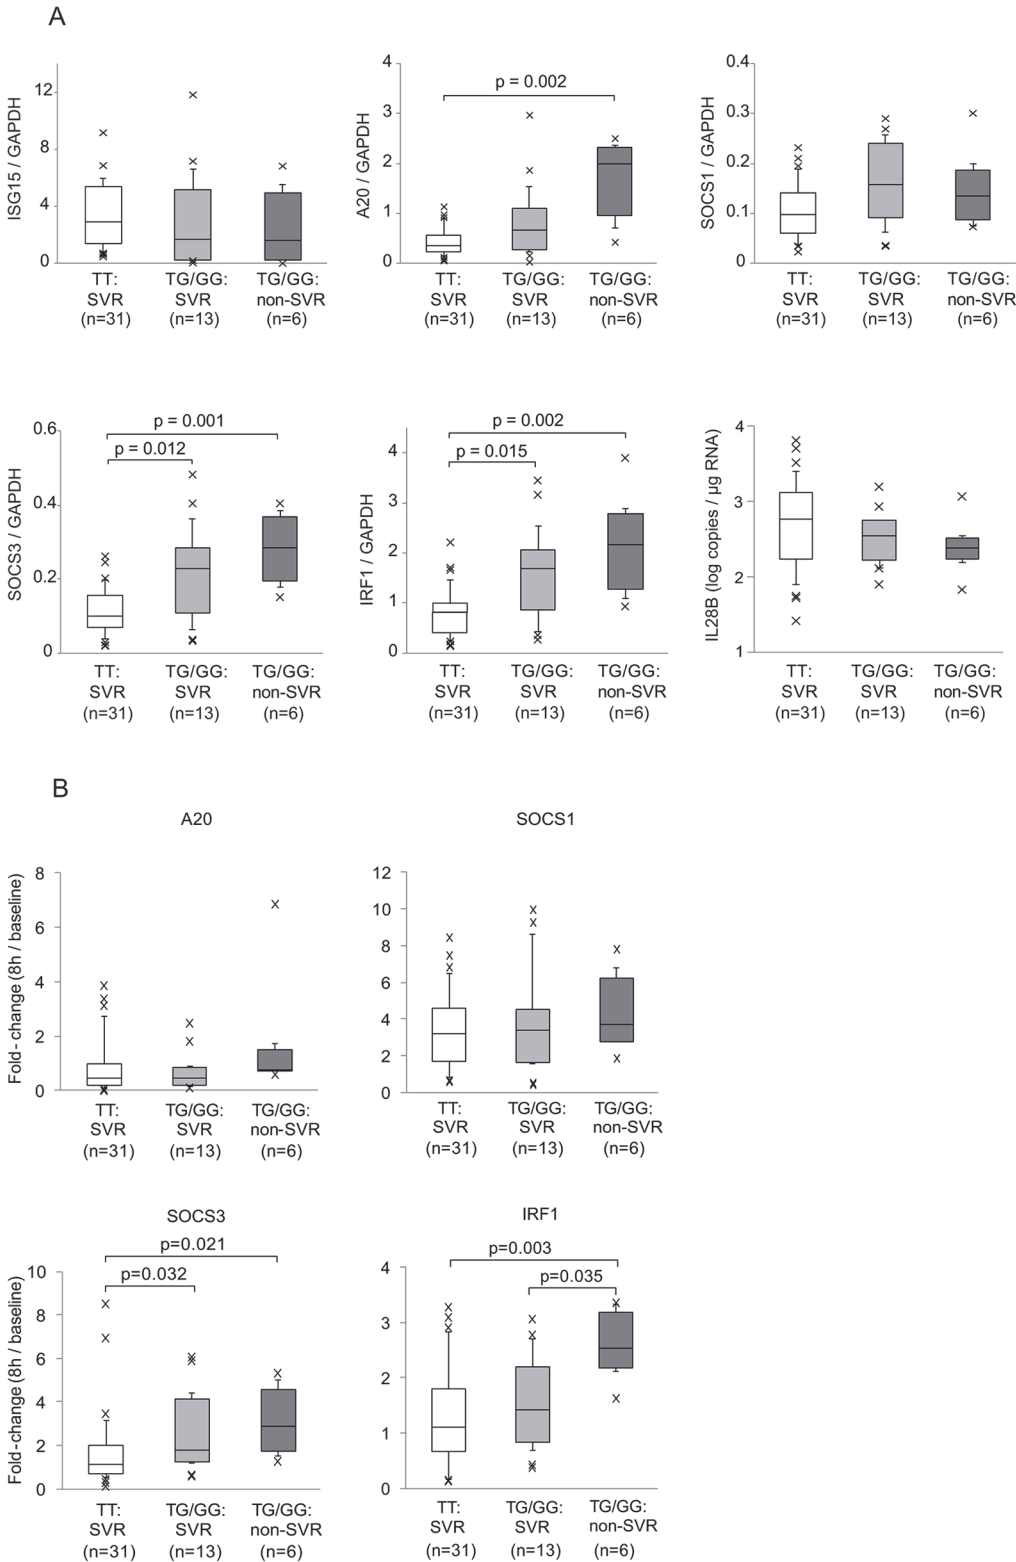 A
ISG15 / GAPDH
12
8
4
0
TT:
SVR
(n=31)
TG/GG:
SVR
(n=13)
TG/GG:
non-SVR
(n=6)
A20 / GAPDH
4
3
2
1
0
p = 0.002
TT:
SVR
(n=31)
TG/GG:
SVR
(n=13)
TG/GG:
non-SVR
(n=6)
SOCS1 / GAPDH
0.4
0.3
0.2
0.1
0
TT:
SVR
(n=31)
TG/GG:
SVR
(n=13)
TG/GG:
non-SVR
(n=6)
SOCS3 / GAPDH
0.6
0.4
0.2
0
p = 0.001
p = 0.012
TT:
SVR
(n=31)
TG/GG:
SVR
(n=13)
TG/GG:
non-SVR
(n=6)
IRF1 / GAPDH
4
3
2
1
0
p = 0.002
p = 0.015
TT:
SVR
(n=31)
TG/GG:
SVR
(n=13)
TG/GG:
non-SVR
(n=6)
IL28B (log copies / µg RNA)
4
3
2
1
TT:
SVR
(n=31)
TG/GG:
SVR
(n=13)
TG/GG:
non-SVR
(n=6)
B
A20
Fold-change (8h / baseline)
8
6
4
2
0
TT:
SVR
(n=31)
TG/GG:
SVR
(n=13)
TG/GG:
non-SVR
(n=6)
SOCS1
12
10
8
6
4
2
0
TT:
SVR
(n=31)
TG/GG:
SVR
(n=13)
TG/GG:
non-SVR
(n=6)
SOCS3
Fold-change (8h / baseline)
10
8
6
4
2
0
p=0.021
p=0.032
TT:
SVR
(n=31)
TG/GG:
SVR
(n=13)
TG/GG:
non-SVR
(n=6)
IRF1
4
3
2
1
0
p=0.003
p=0.035
TT:
SVR
(n=31)
TG/GG:
SVR
(n=13)
TG/GG:
non-SVR
(n=6)